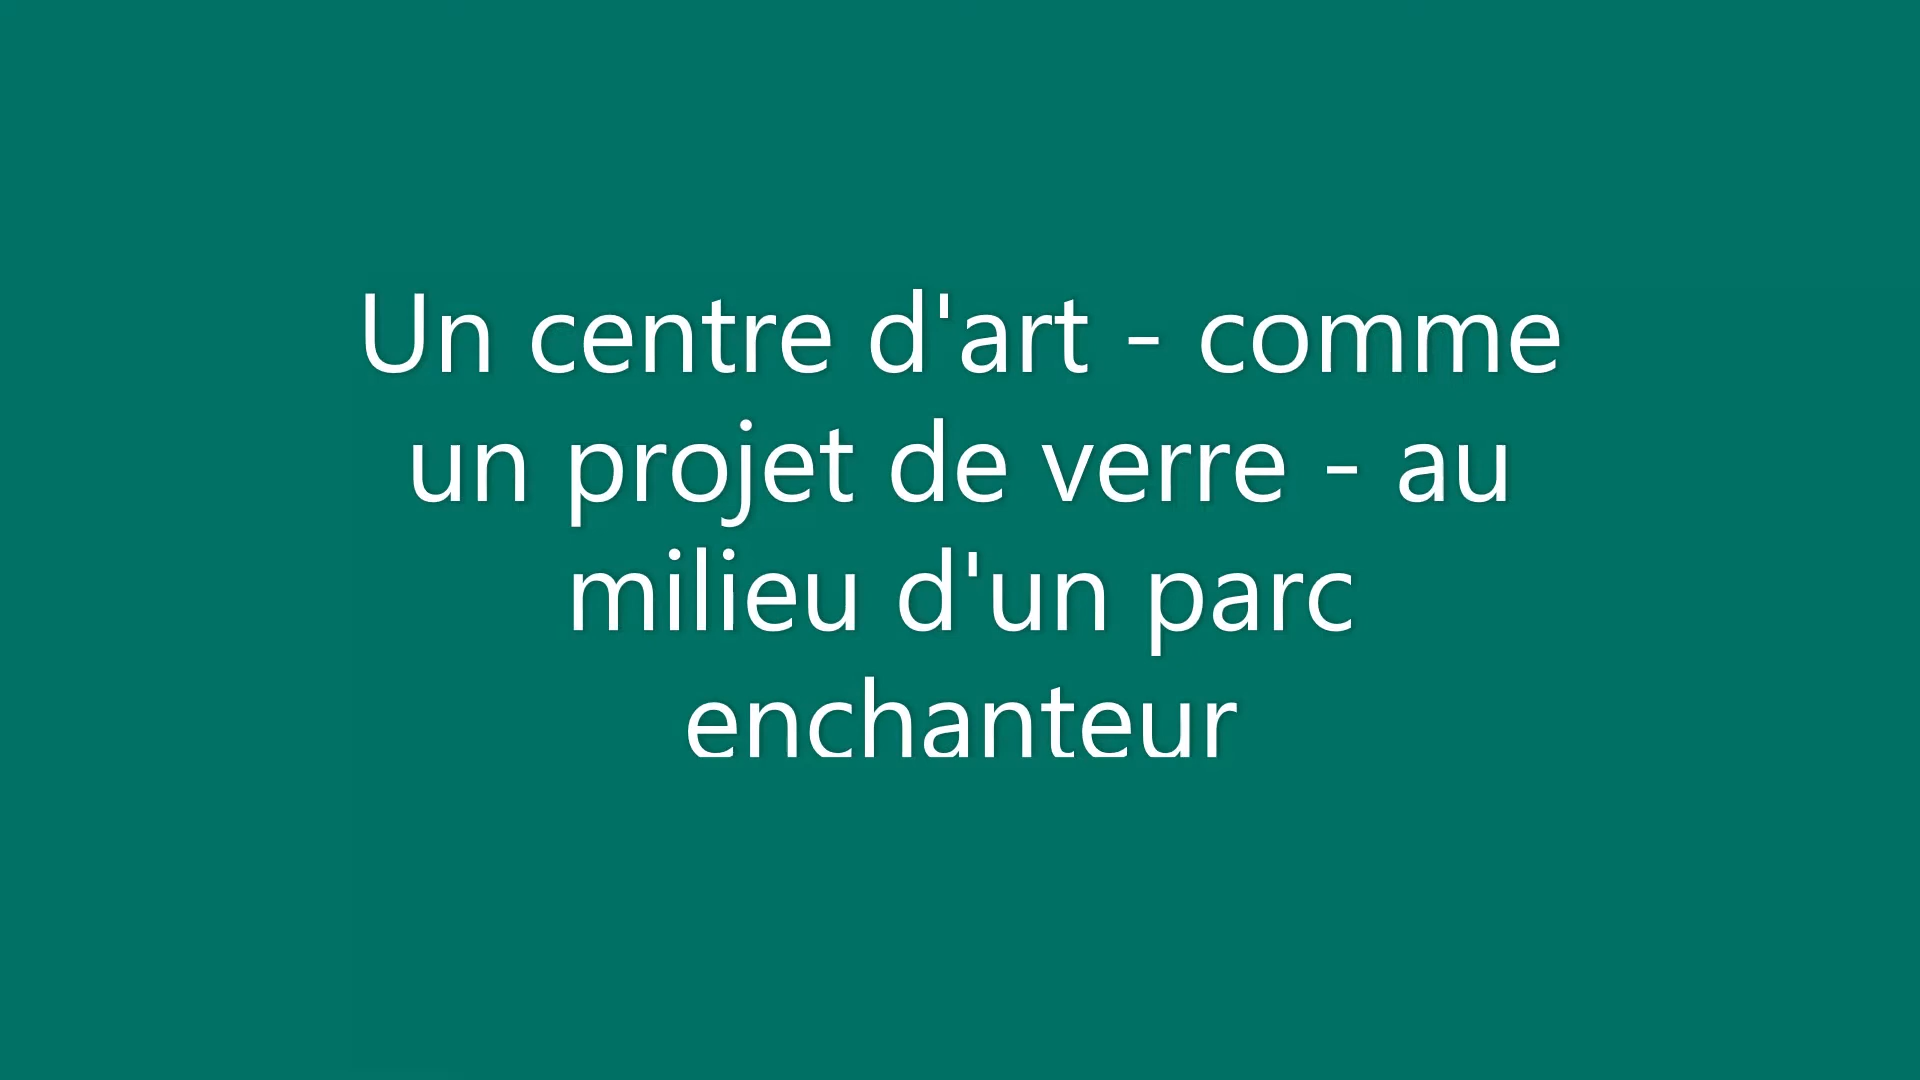 Un centre d'art - comme
un projet de verre - au
milieu d'un parc
enchanteur